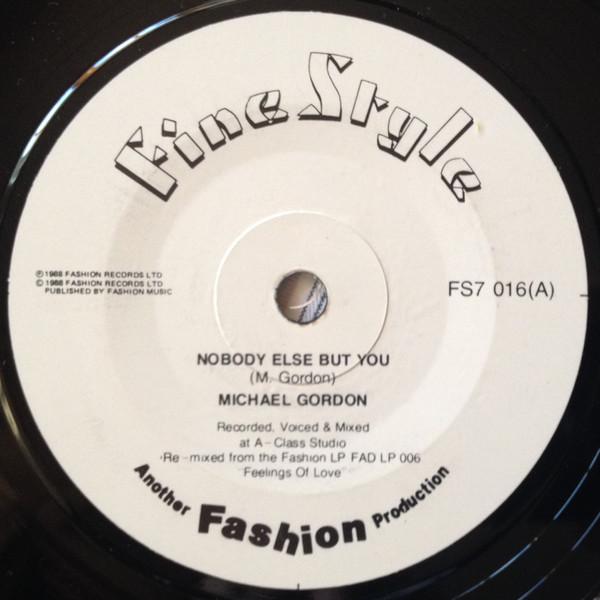 Fine Style
℗ 1988 FASHION RECORDS LTD
© 1988 FASHION RECORDS LTD
PUBLISHED BY FASHION MUSIC
FS7 016(A)
NOBODY ELSE BUT YOU
(M. Gordon)
MICHAEL GORDON
Recorded, Voiced & Mixed
at A-Class Studio
Re-mixed from the Fashion LP FAD LP 006
"Feelings Of Love"
Another Fashion Production